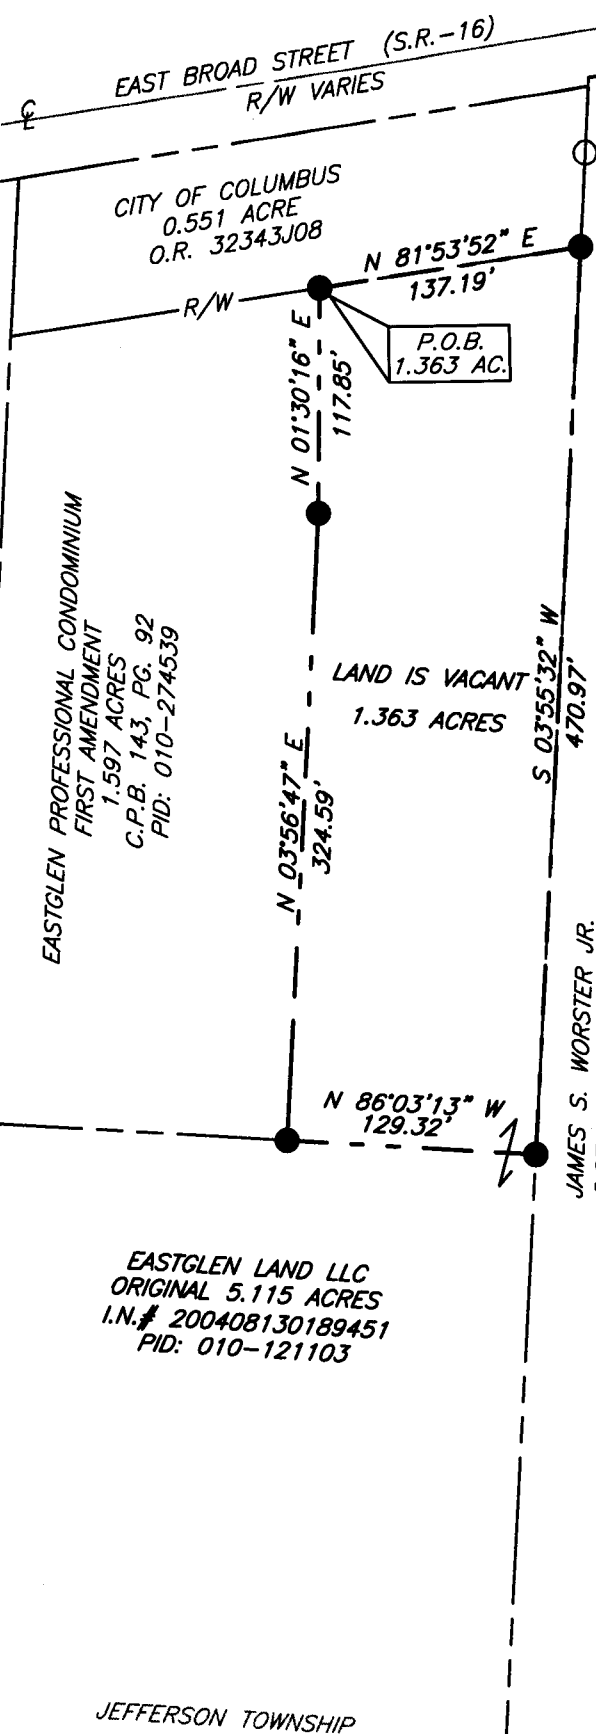 EAST BROAD STREET (S.R.-16)
R/W VARIES
CITY OF COLUMBUS
0.551 ACRE
O.R. 32343J08
N 81°53'52" E
137.19'
R/W
P.O.B.
1.363 AC.
N 01°30'16" E
117.85'
EASTGLEN PROFESSIONAL CONDOMINIUM
FIRST AMENDMENT
1.597 ACRES
C.P.B. 143, PG. 92
PID: 010-274539
LAND IS VACANT
1.363 ACRES
S 03°55'32" W
470.97'
N 03°56'47" E
324.59'
JAMES S. WORSTER JR.
N 86°03'13" W
129.32'
EASTGLEN LAND LLC
ORIGINAL 5.115 ACRES
I.N.# 200408130189451
PID: 010-121103
JEFFERSON TOWNSHIP